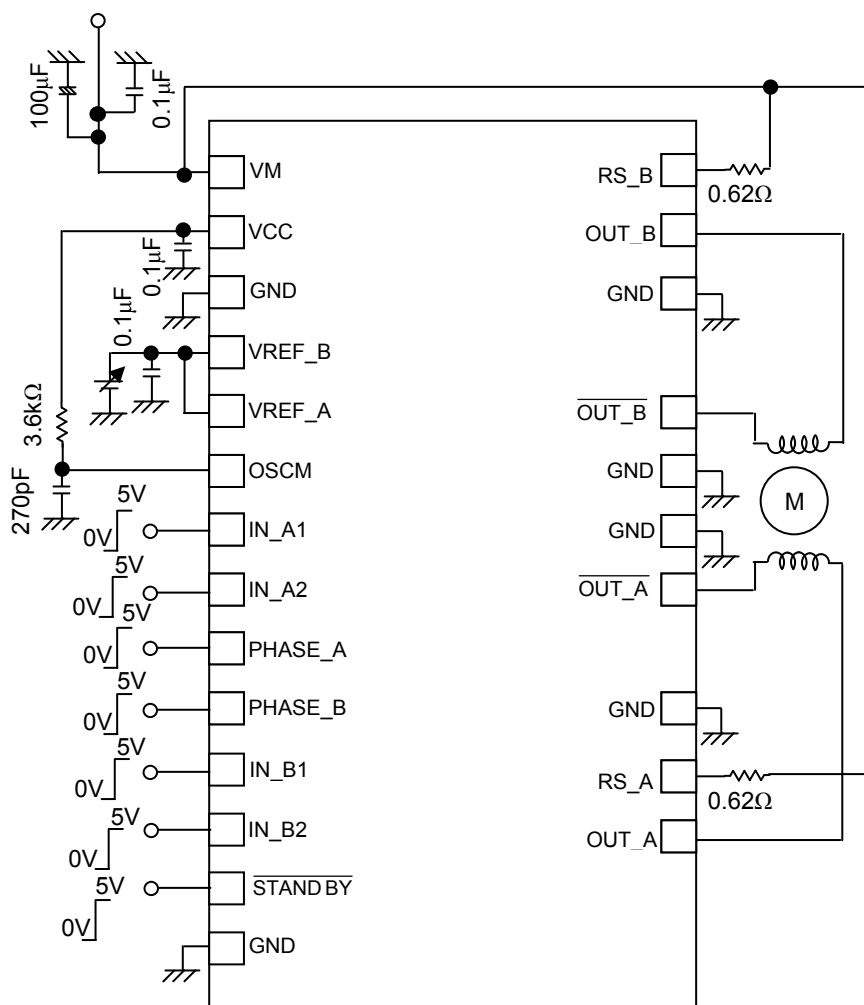 100μF
0.1μF
VM
RS_B
0.62Ω
VCC
OUT_B
0.1μF
GND
GND
0.1μF
VREF_B
VREF_A
OUT_B
3.6kΩ
OSCM
GND
270pF
5V
0V
IN_A1
GND
M
5V
0V
IN_A2
OUT_A
5V
0V
PHASE_A
5V
0V
PHASE_B
GND
5V
0V
IN_B1
RS_A
0.62Ω
5V
0V
IN_B2
OUT_A
5V
0V
STANDBY
GND